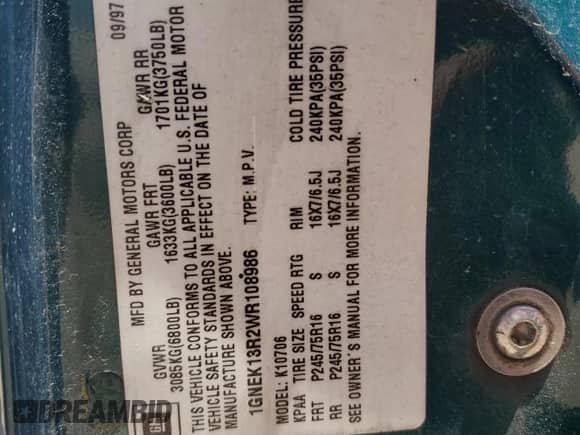 MFD BY GENERAL MOTORS CORP 09/97
GVWR GAWR FRT GAWR RR
3085KG(6800LB) 1633KG(3600LB) 1701KG(3750LB)
THIS VEHICLE CONFORMS TO ALL APPLICABLE U.S. FEDERAL MOTOR
VEHICLE SAFETY STANDARDS IN EFFECT ON THE DATE OF
MANUFACTURE SHOWN ABOVE.
1GNEK13R2WR108986 TYPE: M.P.V.
MODEL: K10706
KPAA TIRE SIZE SPEED RTG RIM COLD TIRE PRESSURE
FRT P245/75R16 S 16X7/6.5J 240KPA(35PSI)
RR P245/75R16 S 16X7/6.5J 240KPA(35PSI)
SEE OWNER'S MANUAL FOR MORE INFORMATION.
GM
DREAMBID